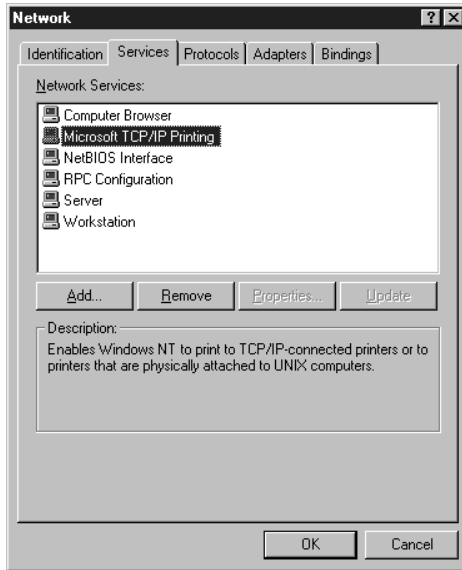 Network
Identification Services Protocols Adapters Bindings
Network Services:
Computer Browser
Microsoft TCP/IP Printing
NetBIOS Interface
RPC Configuration
Server
Workstation
Add... Remove Properties... Update
Description:
Enables Windows NT to print to TCP/IP-connected printers or to
printers that are physically attached to UNIX computers.
OK Cancel